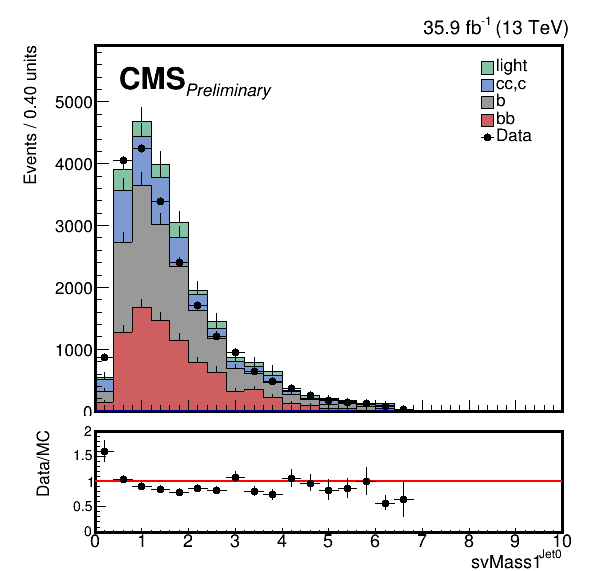 35.9 fb-1 (13 TeV)
Events / 0.40 units
CMS Preliminary
light
cc,c
b
bb
Data
5000
4000
3000
2000
1000
0
Data/MC
2
1.5
1
0.5
0
0 1 2 3 4 5 6 7 8 9 10
svMass1Jet0